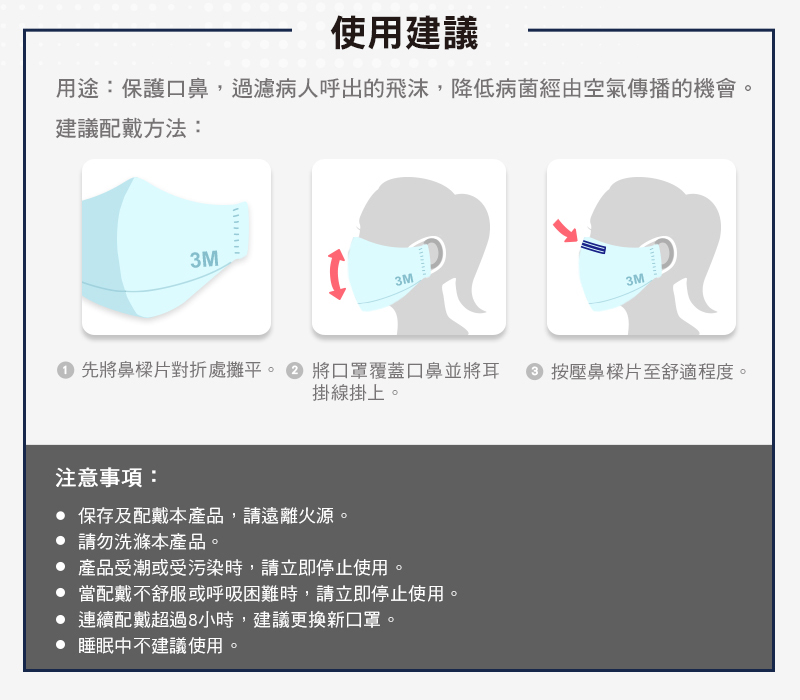 使用建議
用途：保護口鼻，過濾病人呼出的飛沫，降低病菌經由空氣傳播的機會。
建議配戴方法：
3M
3M
3M
1 先將鼻樑片對折處攤平。
2 將口罩覆蓋口鼻並將耳
掛線掛上。
3 按壓鼻樑片至舒適程度。
注意事項：
● 保存及配戴本產品，請遠離火源。
● 請勿洗滌本產品。
● 產品受潮或受污染時，請立即停止使用。
● 當配戴不舒服或呼吸困難時，請立即停止使用。
● 連續配戴超過8小時，建議更換新口罩。
● 睡眠中不建議使用。